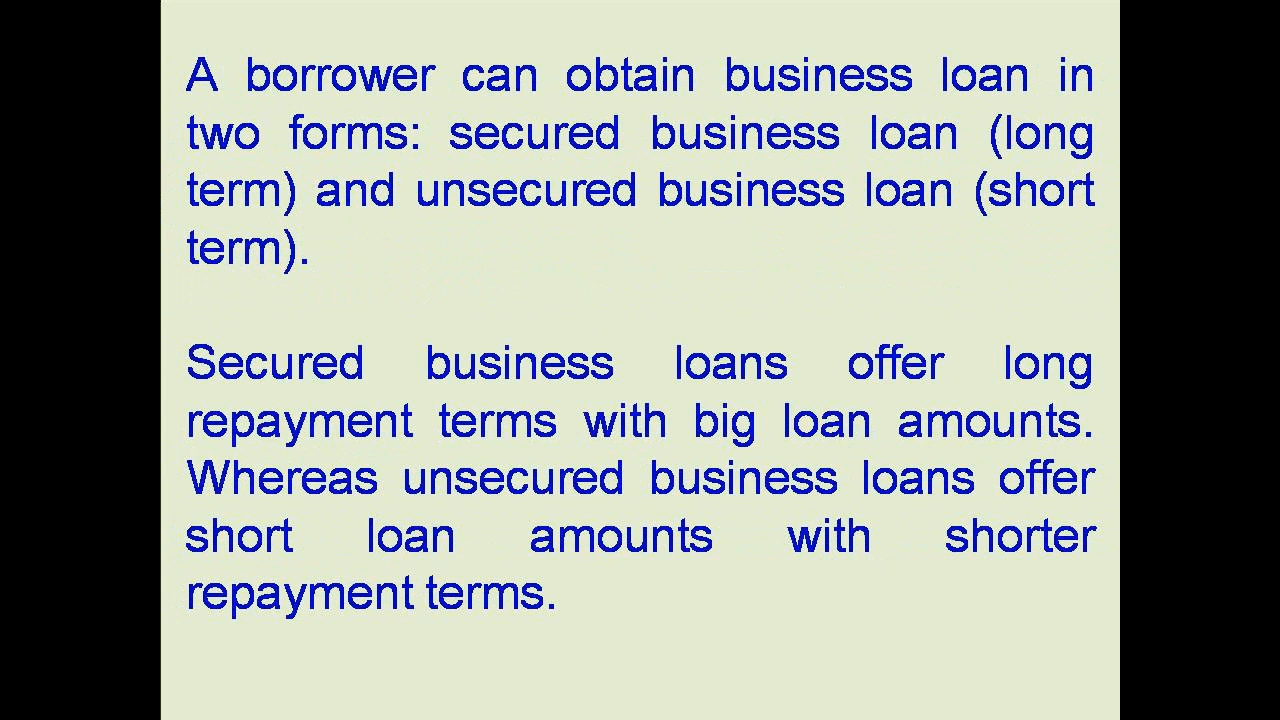 A borrower can obtain business loan in
two forms: secured business loan (long
term) and unsecured business loan (short
term).
Secured business loans offer long
repayment terms with big loan amounts.
Whereas unsecured business loans offer
short loan amounts with shorter
repayment terms.